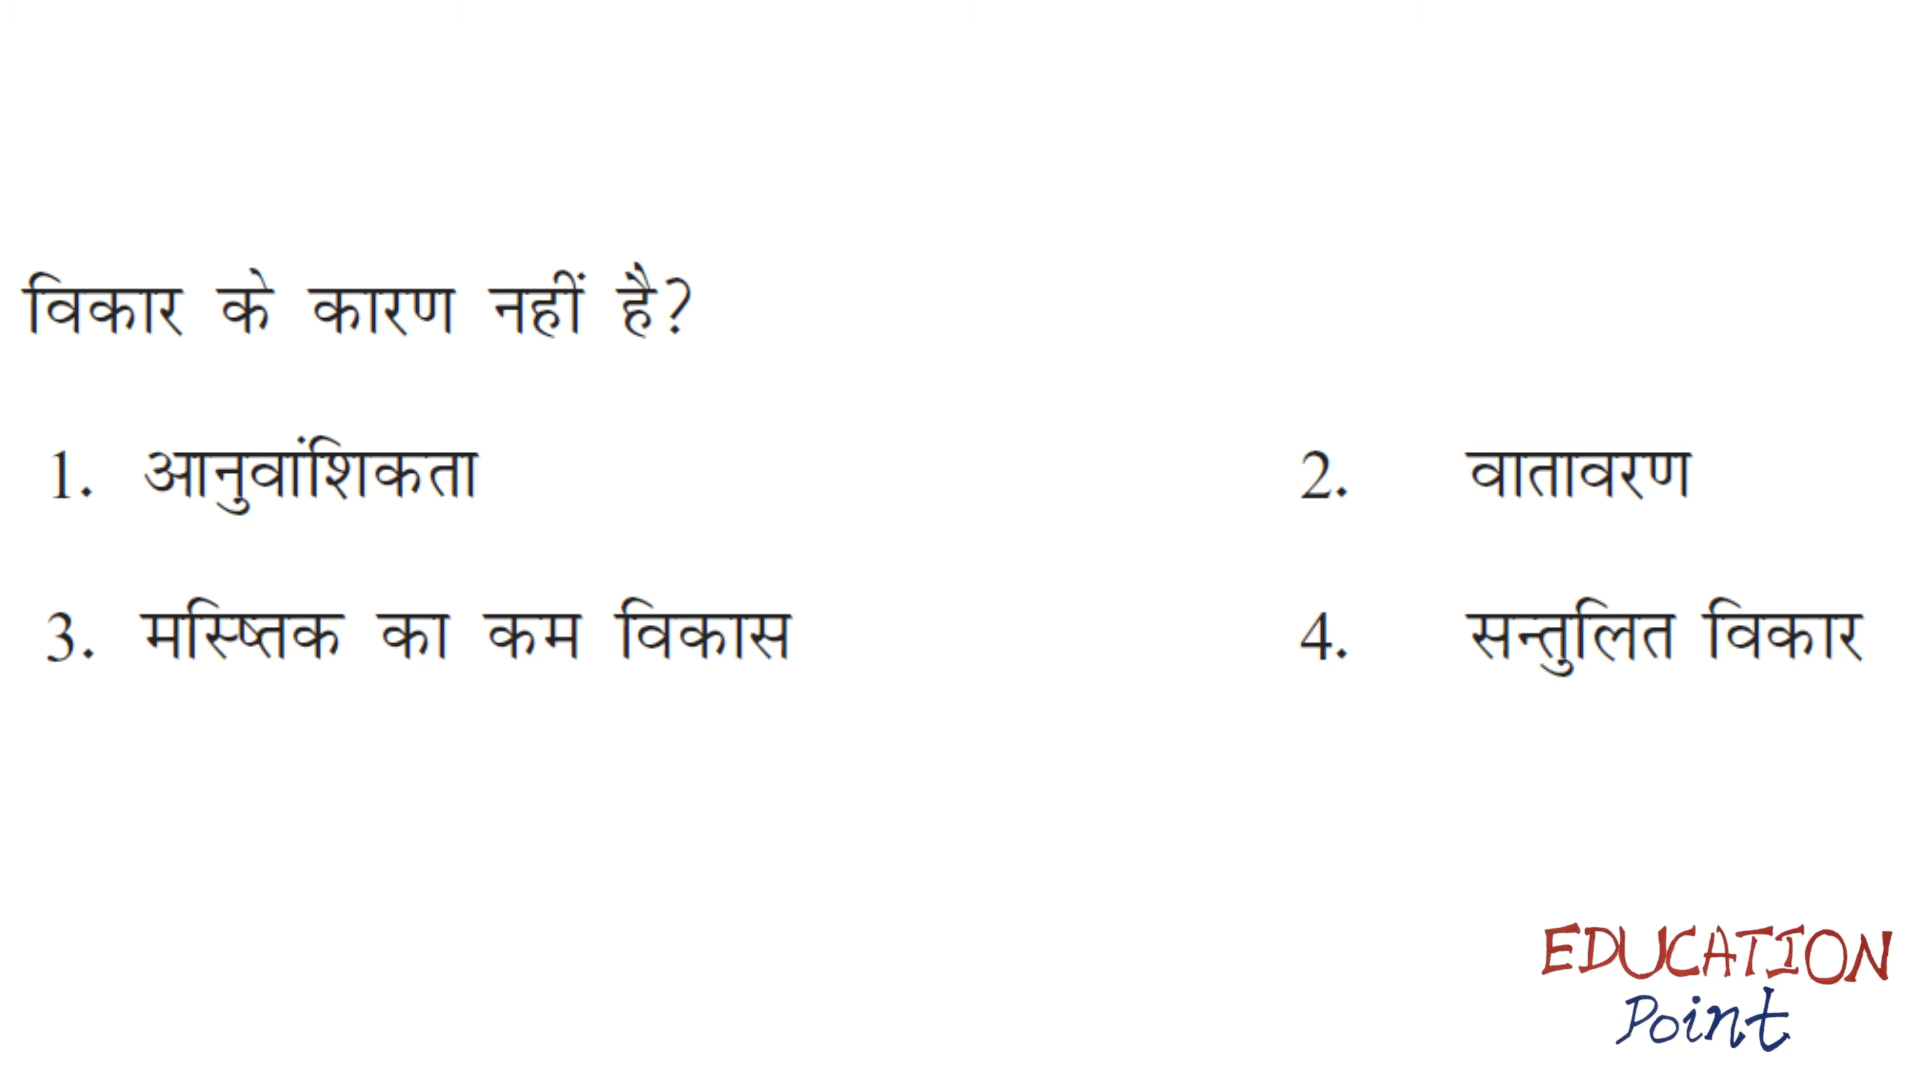 विकार के कारण नहीं है?
1. आनुवांशिकता
2. वातावरण
3. मस्ष्तिक का कम विकास
4. सन्तुलित विकार
EDUCATION
Point